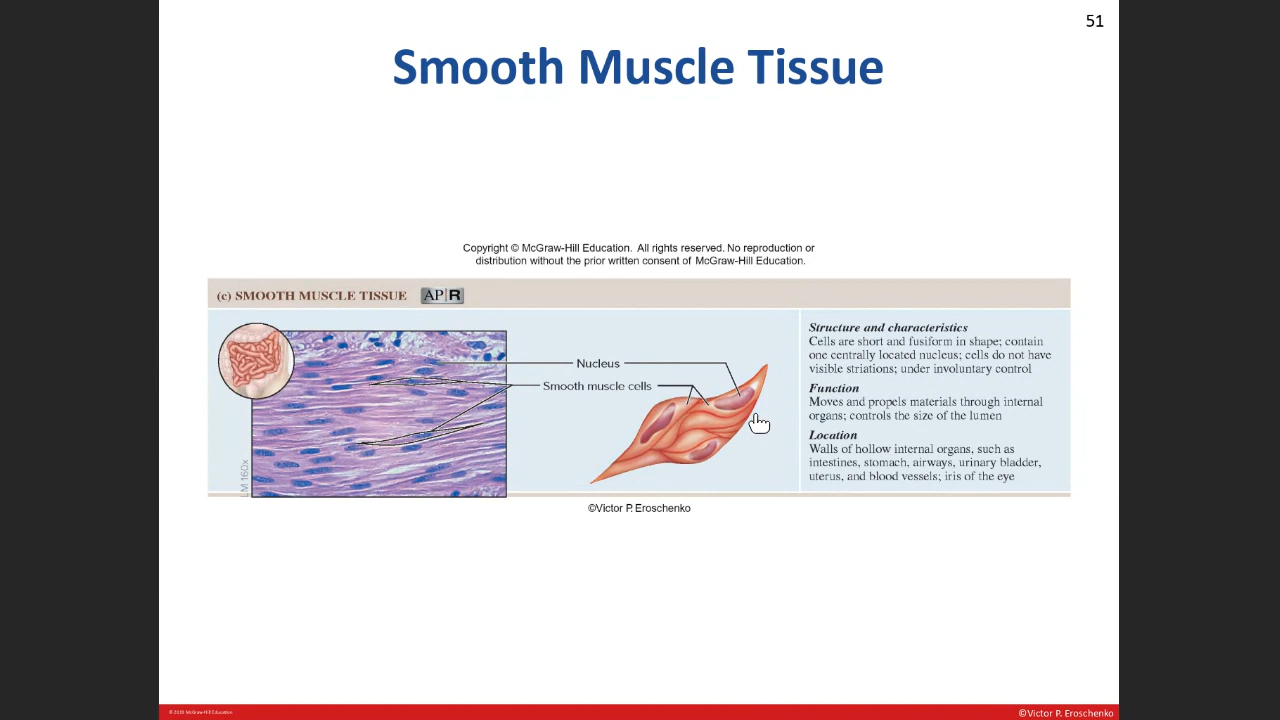 51
Smooth Muscle Tissue
Copyright © McGraw-Hill Education. All rights reserved. No reproduction or
distribution without the prior written consent of McGraw-Hill Education.
(c) SMOOTH MUSCLE TISSUE AP|R
Nucleus
Smooth muscle cells
LM 160x
Structure and characteristics
Cells are short and fusiform in shape; contain
one centrally located nucleus; cells do not have
visible striations; under involuntary control
Function
Moves and propels materials through internal
organs; controls the size of the lumen
Location
Walls of hollow internal organs, such as
intestines, stomach, airways, urinary bladder,
uterus, and blood vessels; iris of the eye
©Victor P. Eroschenko
McGraw-Hill Education
©Victor P. Eroschenko